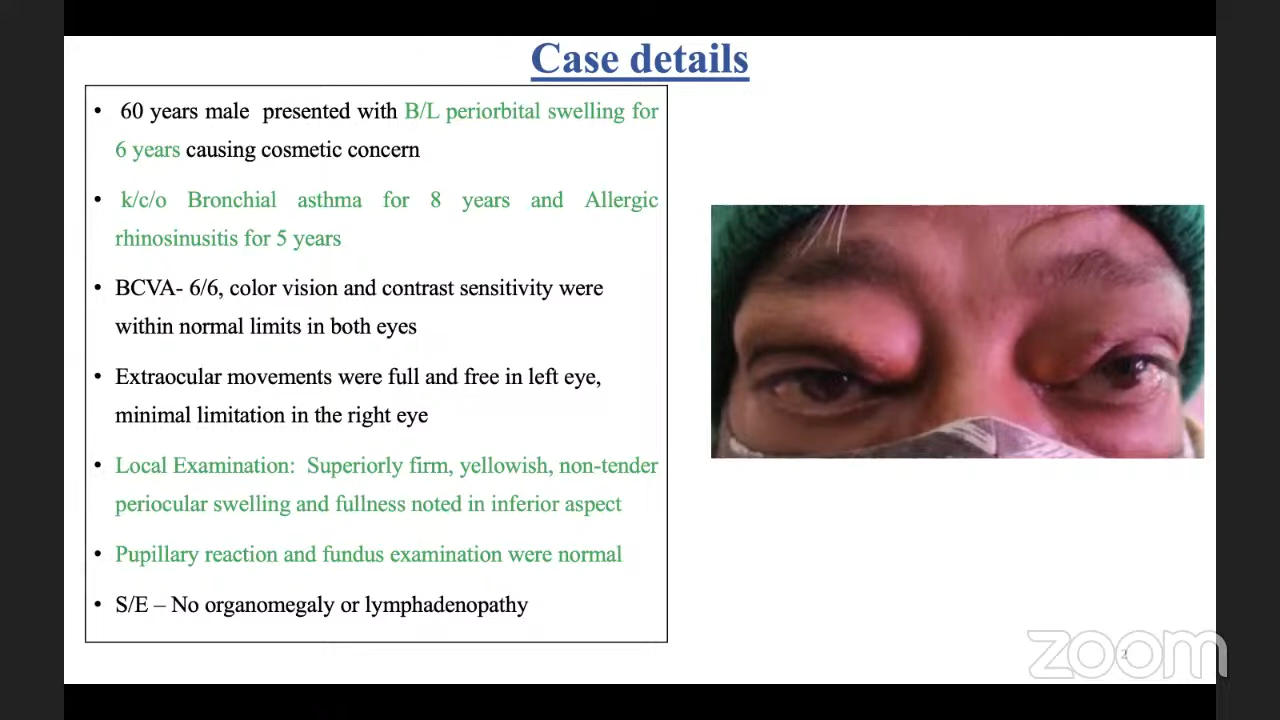 Case details
• 60 years male presented with B/L periorbital swelling for
6 years causing cosmetic concern
• k/c/o Bronchial asthma for 8 years and Allergic
rhinosinusitis for 5 years
• BCVA- 6/6, color vision and contrast sensitivity were
within normal limits in both eyes
• Extraocular movements were full and free in left eye,
minimal limitation in the right eye
• Local Examination: Superiorly firm, yellowish, non-tender
periocular swelling and fullness noted in inferior aspect
• Pupillary reaction and fundus examination were normal
• S/E – No organomegaly or lymphadenopathy
zoom
2